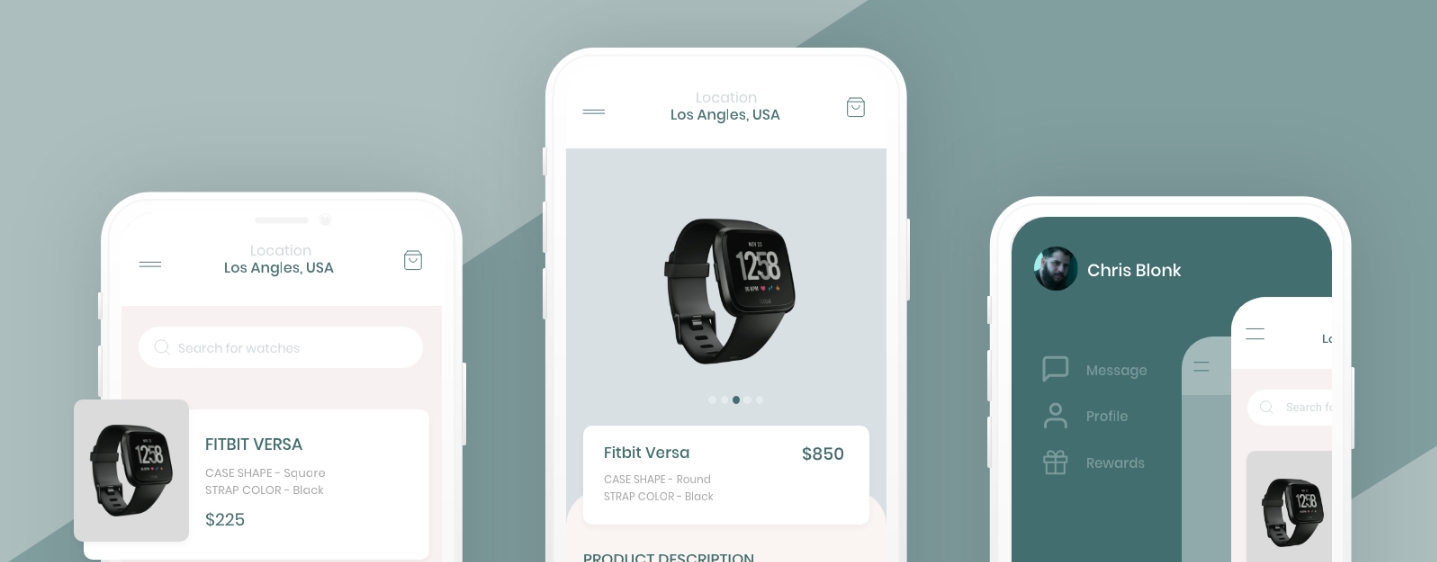 Location
Los Angles, USA
Search for watches
FITBIT VERSA
CASE SHAPE - Square
STRAP COLOR - Black
$225
Location
Los Angles, USA
NOV 23
12:58
Fitbit Versa
$850
CASE SHAPE - Round
STRAP COLOR - Black
PRODUCT DESCRIPTION
Chris Blonk
Message
Profile
Rewards
Lo
Search fo